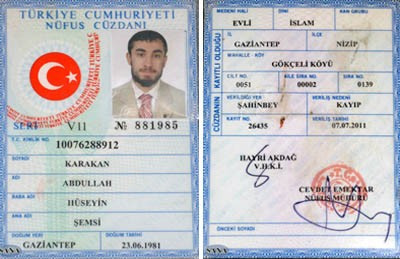 TÜRKİYE CUMHURİYETİ
NÜFUS CÜZDANI
SERİ V11 № 881985
T.C. KİMLİK NO.
10076288912
SOYADI
KARAKAN
ADI
ABDULLAH
BABA ADI
HÜSEYİN
ANA ADI
ŞEMSİ
DOĞUM YERİ
DOĞUM TARİHİ
GAZİANTEP
23.06.1981
MEDENİ HALİ
DİNİ
KAN GRUBU
EVLİ
İSLAM
İL
İLÇE
GAZİANTEP
NİZİP
MAHALLE - KÖY
GÖKÇELİ KÖYÜ
CİLT NO
AİLE SIRA NO
SIRA NO
0051
00002
0139
VERİLDİĞİ YER
VERİLİŞ NEDENİ
ŞAHİNBEY
KAYIP
KAYIT NO
VERİLİŞ TARİHİ
26435
07.07.2011
CÜZDANIN KAYITLI OLDUĞU
HAYRİ AKDAĞ
V.H.K.İ.
CEVDET EMEKTAR
NÜFUS MÜDÜRÜ
ÖNCEKİ SOYADI